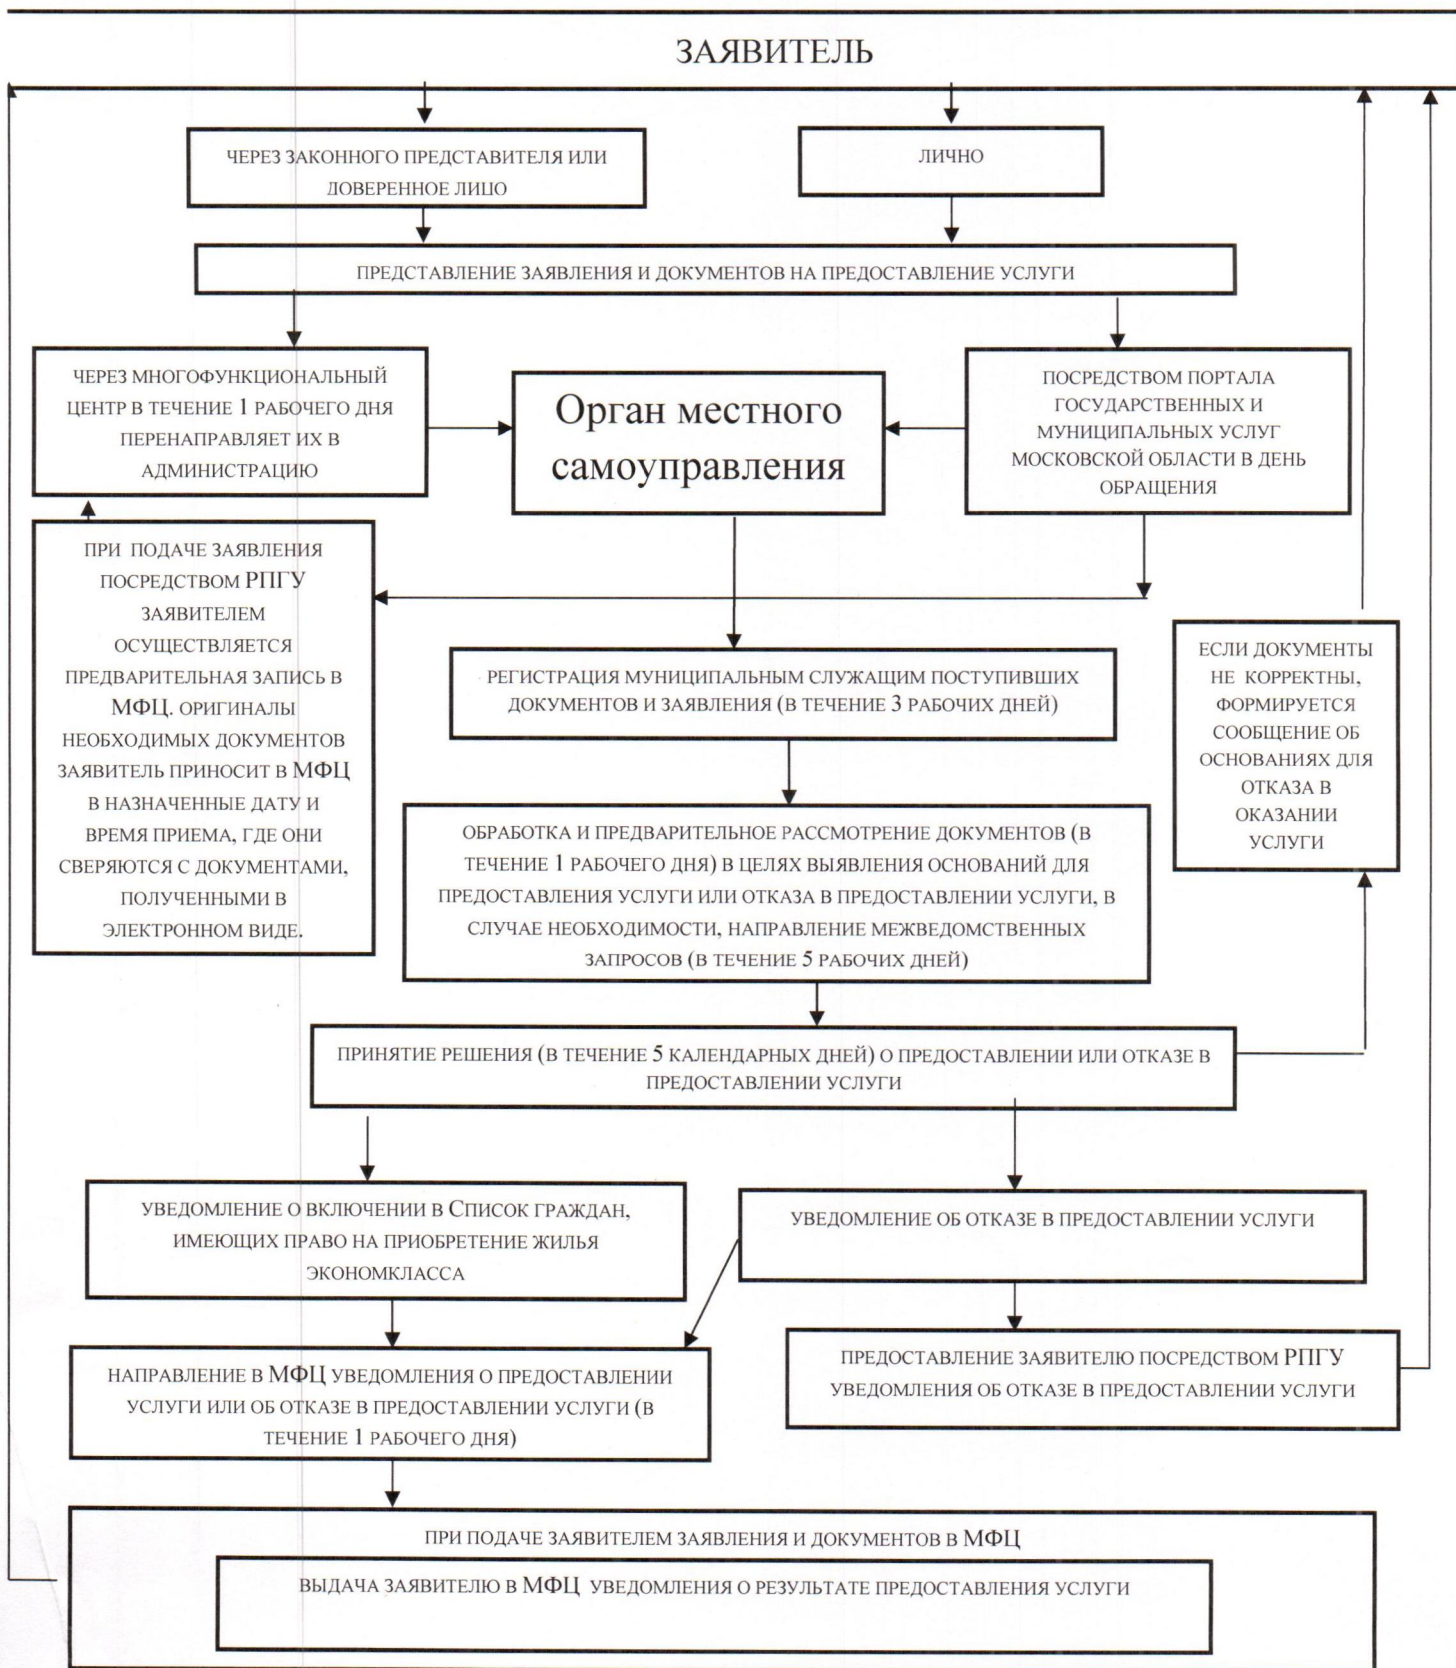 ЗАЯВИТЕЛЬ
ЧЕРЕЗ ЗАКОННОГО ПРЕДСТАВИТЕЛЯ ИЛИ
ДОВЕРЕННОЕ ЛИЦО
ЛИЧНО
ПРЕДСТАВЛЕНИЕ ЗАЯВЛЕНИЯ И ДОКУМЕНТОВ НА ПРЕДОСТАВЛЕНИЕ УСЛУГИ
ЧЕРЕЗ МНОГОФУНКЦИОНАЛЬНЫЙ
ЦЕНТР В ТЕЧЕНИЕ 1 РАБОЧЕГО ДНЯ
ПЕРЕНАПРАВЛЯЕТ ИХ В
АДМИНИСТРАЦИЮ
Орган местного
самоуправления
ПОСРЕДСТВОМ ПОРТАЛА
ГОСУДАРСТВЕННЫХ И
МУНИЦИПАЛЬНЫХ УСЛУГ
МОСКОВСКОЙ ОБЛАСТИ В ДЕНЬ
ОБРАЩЕНИЯ
ПРИ ПОДАЧЕ ЗАЯВЛЕНИЯ
ПОСРЕДСТВОМ РПГУ
ЗАЯВИТЕЛЕМ
ОСУЩЕСТВЛЯЕТСЯ
ПРЕДВАРИТЕЛЬНАЯ ЗАПИСЬ В
МФЦ. ОРИГИНАЛЫ
НЕОБХОДИМЫХ ДОКУМЕНТОВ
ЗАЯВИТЕЛЬ ПРИНОСИТ В МФЦ
В НАЗНАЧЕННЫЕ ДАТУ И
ВРЕМЯ ПРИЕМА, ГДЕ ОНИ
СВЕРЯЮТСЯ С ДОКУМЕНТАМИ,
ПОЛУЧЕННЫМИ В
ЭЛЕКТРОННОМ ВИДЕ.
РЕГИСТРАЦИЯ МУНИЦИПАЛЬНЫМ СЛУЖАЩИМ ПОСТУПИВШИХ
ДОКУМЕНТОВ И ЗАЯВЛЕНИЯ (В ТЕЧЕНИЕ 3 РАБОЧИХ ДНЕЙ)
ЕСЛИ ДОКУМЕНТЫ
НЕ КОРРЕКТНЫ,
ФОРМИРУЕТСЯ
СООБЩЕНИЕ ОБ
ОСНОВАНИЯХ ДЛЯ
ОТКАЗА В
ОКАЗАНИИ
УСЛУГИ
ОБРАБОТКА И ПРЕДВАРИТЕЛЬНОЕ РАССМОТРЕНИЕ ДОКУМЕНТОВ (В
ТЕЧЕНИЕ 1 РАБОЧЕГО ДНЯ) В ЦЕЛЯХ ВЫЯВЛЕНИЯ ОСНОВАНИЙ ДЛЯ
ПРЕДОСТАВЛЕНИЯ УСЛУГИ ИЛИ ОТКАЗА В ПРЕДОСТАВЛЕНИИ УСЛУГИ, В
СЛУЧАЕ НЕОБХОДИМОСТИ, НАПРАВЛЕНИЕ МЕЖВЕДОМСТВЕННЫХ
ЗАПРОСОВ (В ТЕЧЕНИЕ 5 РАБОЧИХ ДНЕЙ)
ПРИНЯТИЕ РЕШЕНИЯ (В ТЕЧЕНИЕ 5 КАЛЕНДАРНЫХ ДНЕЙ) О ПРЕДОСТАВЛЕНИИ ИЛИ ОТКАЗЕ В
ПРЕДОСТАВЛЕНИИ УСЛУГИ
УВЕДОМЛЕНИЕ О ВКЛЮЧЕНИИ В СПИСОК ГРАЖДАН,
ИМЕЮЩИХ ПРАВО НА ПРИОБРЕТЕНИЕ ЖИЛЬЯ
ЭКОНОМКЛАССА
УВЕДОМЛЕНИЕ ОБ ОТКАЗЕ В ПРЕДОСТАВЛЕНИИ УСЛУГИ
НАПРАВЛЕНИЕ В МФЦ УВЕДОМЛЕНИЯ О ПРЕДОСТАВЛЕНИИ
УСЛУГИ ИЛИ ОБ ОТКАЗЕ В ПРЕДОСТАВЛЕНИИ УСЛУГИ (В
ТЕЧЕНИЕ 1 РАБОЧЕГО ДНЯ)
ПРЕДОСТАВЛЕНИЕ ЗАЯВИТЕЛЮ ПОСРЕДСТВОМ РПГУ
УВЕДОМЛЕНИЯ ОБ ОТКАЗЕ В ПРЕДОСТАВЛЕНИИ УСЛУГИ
ПРИ ПОДАЧЕ ЗАЯВИТЕЛЕМ ЗАЯВЛЕНИЯ И ДОКУМЕНТОВ В МФЦ
ВЫДАЧА ЗАЯВИТЕЛЮ В МФЦ УВЕДОМЛЕНИЯ О РЕЗУЛЬТАТЕ ПРЕДОСТАВЛЕНИЯ УСЛУГИ